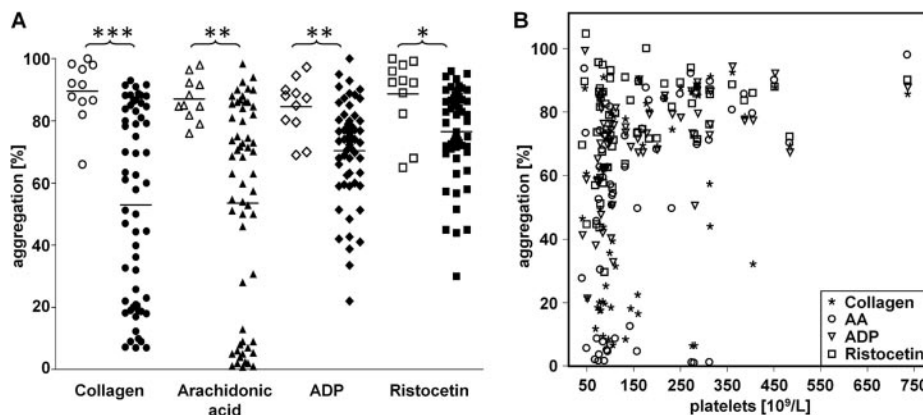 A
*** ** ** *
aggregation [%]
100
80
60
40
20
0
Collagen Arachidonic acid ADP Ristocetin
B
aggregation [%]
100
80
60
40
20
0
Collagen
AA
ADP
Ristocetin
50 150 250 350 450 550 650 750
platelets [10⁹/L]